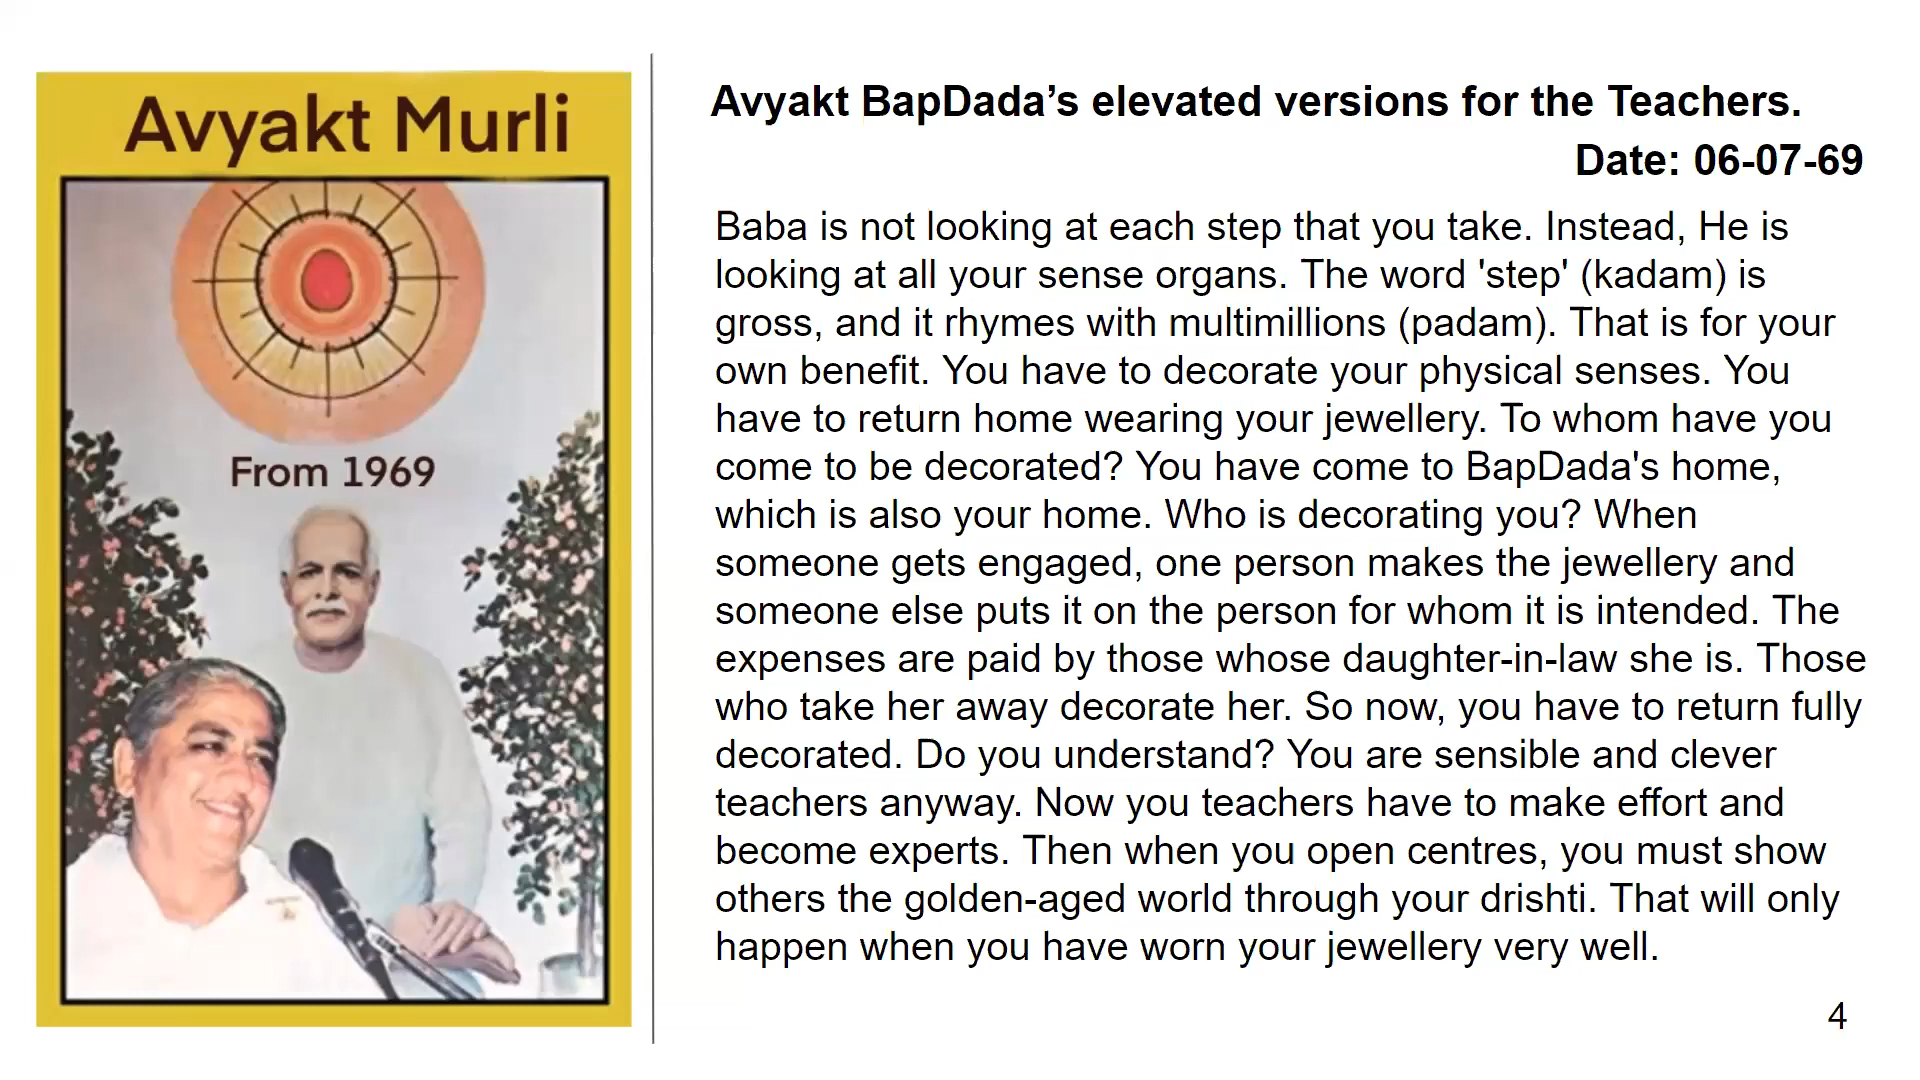 Avyakt Murli
From 1969
Avyakt BapDada’s elevated versions for the Teachers.
Date: 06-07-69
Baba is not looking at each step that you take. Instead, He is
looking at all your sense organs. The word 'step' (kadam) is
gross, and it rhymes with multimillions (padam). That is for your
own benefit. You have to decorate your physical senses. You
have to return home wearing your jewellery. To whom have you
come to be decorated? You have come to BapDada's home,
which is also your home. Who is decorating you? When
someone gets engaged, one person makes the jewellery and
someone else puts it on the person for whom it is intended. The
expenses are paid by those whose daughter-in-law she is. Those
who take her away decorate her. So now, you have to return fully
decorated. Do you understand? You are sensible and clever
teachers anyway. Now you teachers have to make effort and
become experts. Then when you open centres, you must show
others the golden-aged world through your drishti. That will only
happen when you have worn your jewellery very well.
4